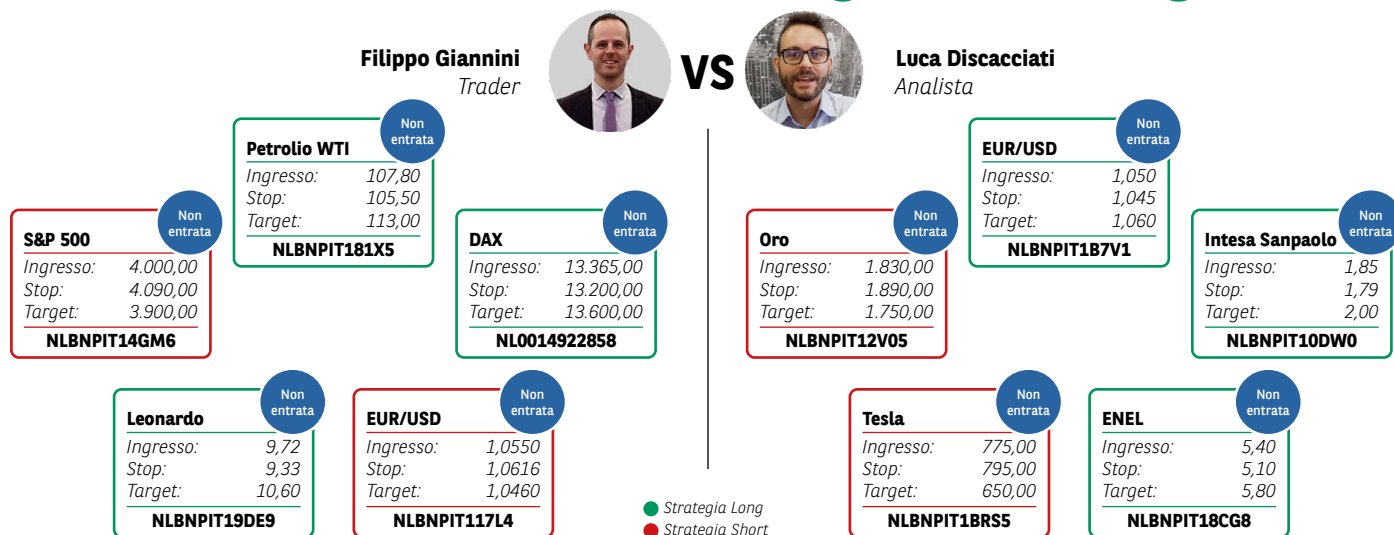 Filippo Giannini
Trader
VS
Luca Discacciati
Analista
Non
entrata
Petrolio WTI
Ingresso: 107,80
Stop: 105,50
Target: 113,00
NLBNPIT181X5
Non
entrata
S&P 500
Ingresso: 4.000,00
Stop: 4.090,00
Target: 3.900,00
NLBNPIT14GM6
Non
entrata
DAX
Ingresso: 13.365,00
Stop: 13.200,00
Target: 13.600,00
NL0014922858
Non
entrata
Leonardo
Ingresso: 9,72
Stop: 9,33
Target: 10,60
NLBNPIT19DE9
Non
entrata
EUR/USD
Ingresso: 1,0550
Stop: 1,0616
Target: 1,0460
NLBNPIT117L4
Non
entrata
EUR/USD
Ingresso: 1,050
Stop: 1,045
Target: 1,060
NLBNPIT1B7V1
Non
entrata
Oro
Ingresso: 1.830,00
Stop: 1.890,00
Target: 1.750,00
NLBNPIT12V05
Non
entrata
Intesa Sanpaolo
Ingresso: 1,85
Stop: 1,79
Target: 2,00
NLBNPIT10DW0
Non
entrata
Tesla
Ingresso: 775,00
Stop: 795,00
Target: 650,00
NLBNPIT1BRS5
Non
entrata
ENEL
Ingresso: 5,40
Stop: 5,10
Target: 5,80
NLBNPIT18CG8
Strategia Long
Strategia Short